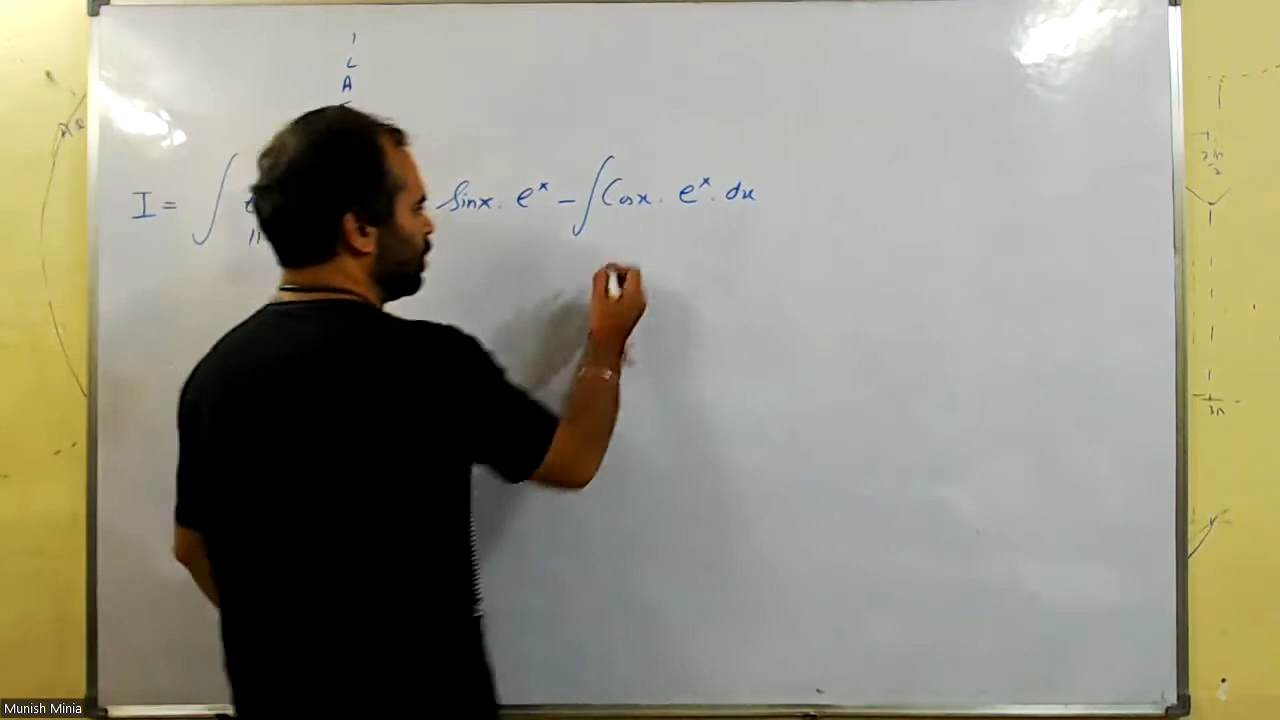 I
L
A
I = ∫ sinx . eˣ − ∫ Cosx . eˣ . dx
Munish Minia